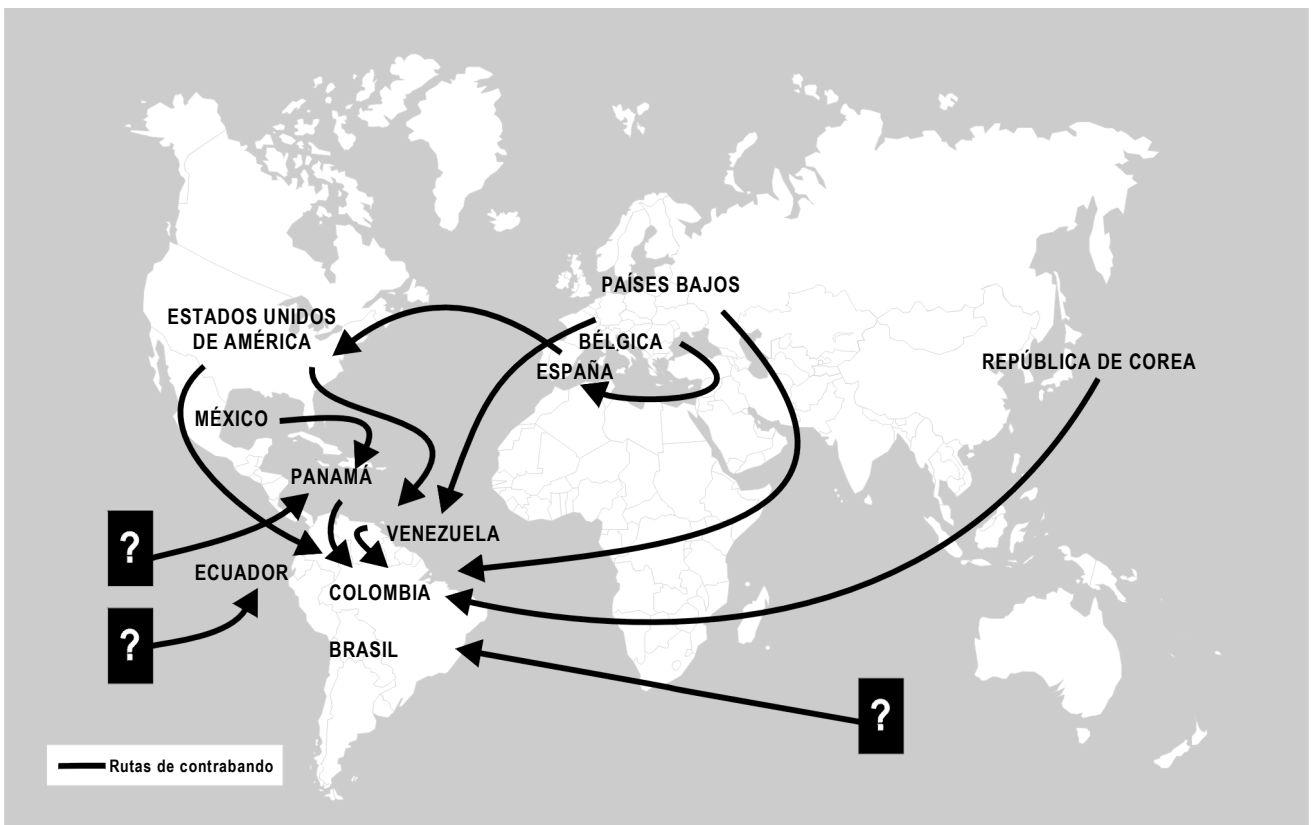 PAÍSES BAJOS
ESTADOS UNIDOS
DE AMÉRICA
BÉLGICA
ESPAÑA
REPÚBLICA DE COREA
MÉXICO
PANAMÁ
VENEZUELA
?
ECUADOR
COLOMBIA
?
BRASIL
?
Rutas de contrabando